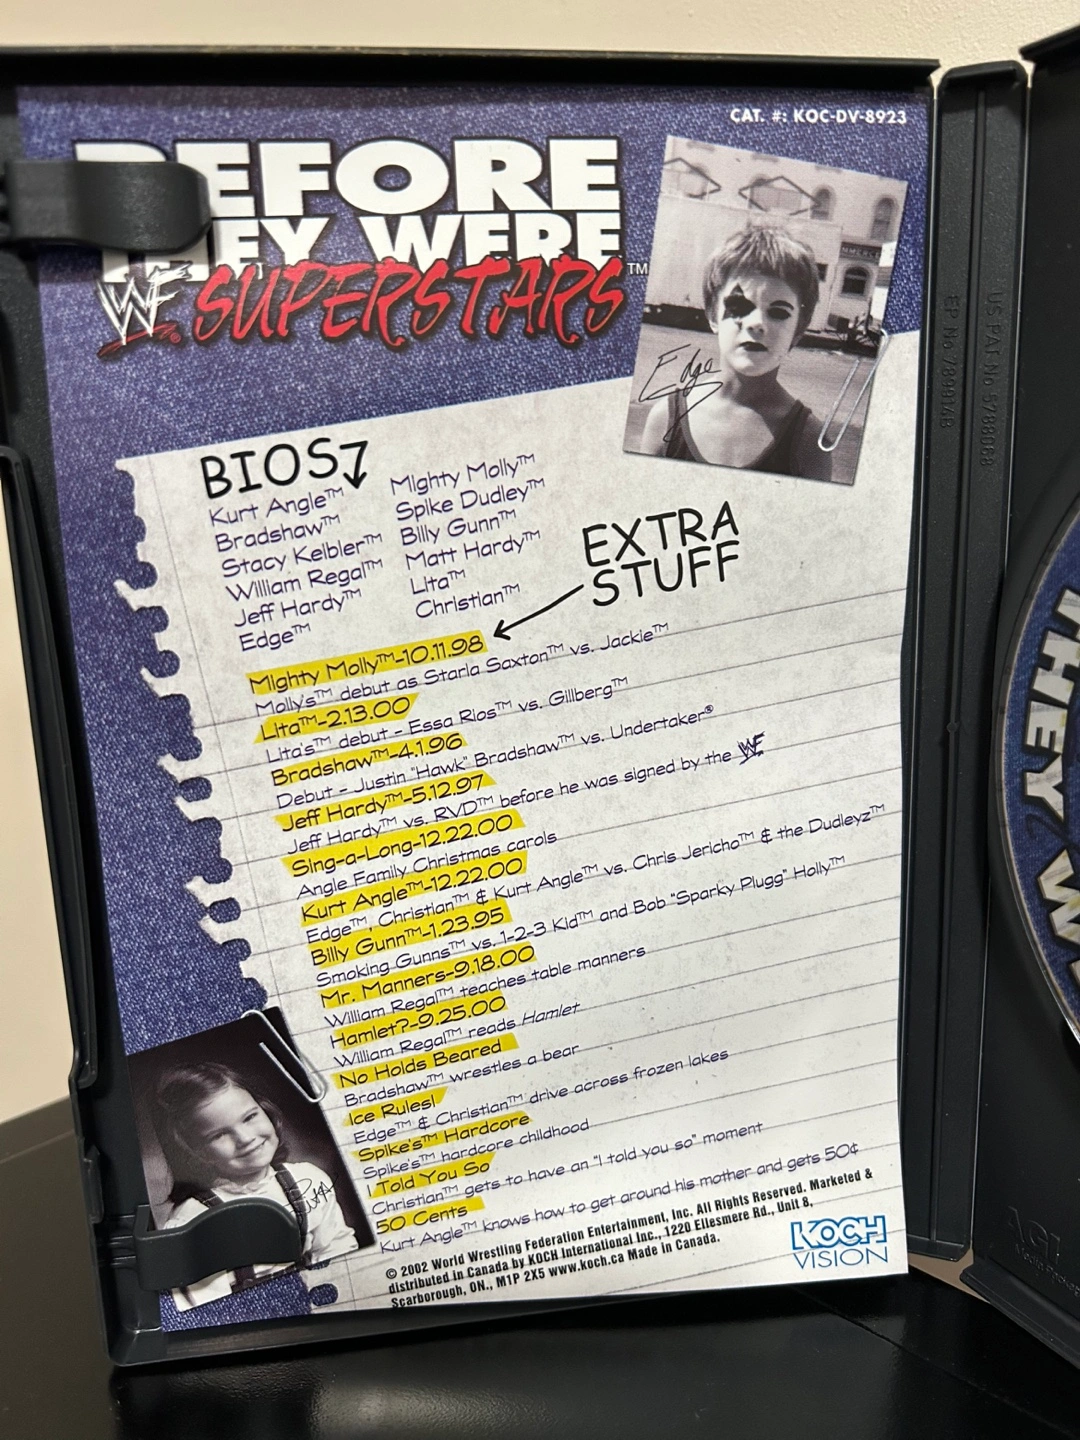 CAT. #: KOC-DV-8923
BEFORE
THEY WERE
WF SUPERSTARS™
Edge
BIOS
Kurt Angle™
Bradshaw™
Stacy Keibler™
William Regal™
Jeff Hardy™
Edge™
Mighty Molly™
Spike Dudley™
Billy Gunn™
Matt Hardy™
Lita™
Christian™
EXTRA
STUFF
Mighty Molly™-10.11.98
Molly's™ debut as Starla Saxton™ vs. Jackie™
Lita™-2.13.00
Lita's™ debut - Essa Rios™ vs. Gillberg™
Bradshaw™-4.1.96
Debut - Justin "Hawk" Bradshaw™ vs. Undertaker®
Jeff Hardy™-5.12.97
Jeff Hardy™ vs. RVD™ before he was signed by the WF
Sing-a-Long-12.22.00
Angle Family Christmas carols
Kurt Angle™-12.22.00
Edge™, Christian™ & Kurt Angle™ vs. Chris Jericho™ & the Dudleyz™
Billy Gunn™-1.23.95
Smoking Gunns™ vs. 1-2-3 Kid™ and Bob "Sparky Plugg" Holly™
Mr. Manners-9.18.00
William Regal™ teaches table manners
Hamlet?-9.25.00
William Regal™ reads Hamlet
No Holds Beared
Bradshaw™ wrestles a bear
Ice Rules!
Edge™ & Christian™ drive across frozen lakes
Spike's™ Hardcore
Spike's™ hardcore childhood
I Told You So
Christian™ gets to have an "I told you so" moment
50 Cents
Kurt Angle™ knows how to get around his mother and gets 50¢
© 2002 World Wrestling Federation Entertainment, Inc. All Rights Reserved. Marketed &
distributed in Canada by KOCH International Inc., 1220 Ellesmere Rd., Unit 8,
Scarborough, ON., M1P 2X5 www.koch.ca Made in Canada.
KOCH
VISION
US PAT No 5788068
EP No 789914B
THEY W